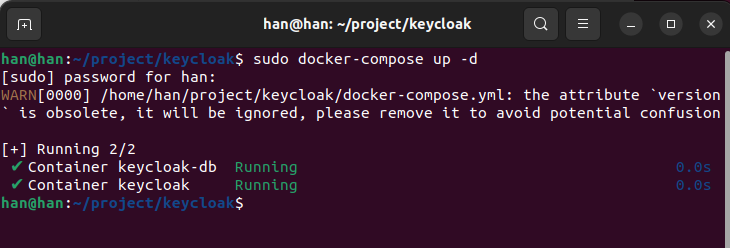 han@han: ~/project/keycloak
han@han:~/project/keycloak$ sudo docker-compose up -d
[sudo] password for han:
WARN[0000] /home/han/project/keycloak/docker-compose.yml: the attribute `version
` is obsolete, it will be ignored, please remove it to avoid potential confusion
[+] Running 2/2
✔ Container keycloak-db  Running 0.0s
✔ Container keycloak     Running 0.0s
han@han:~/project/keycloak$